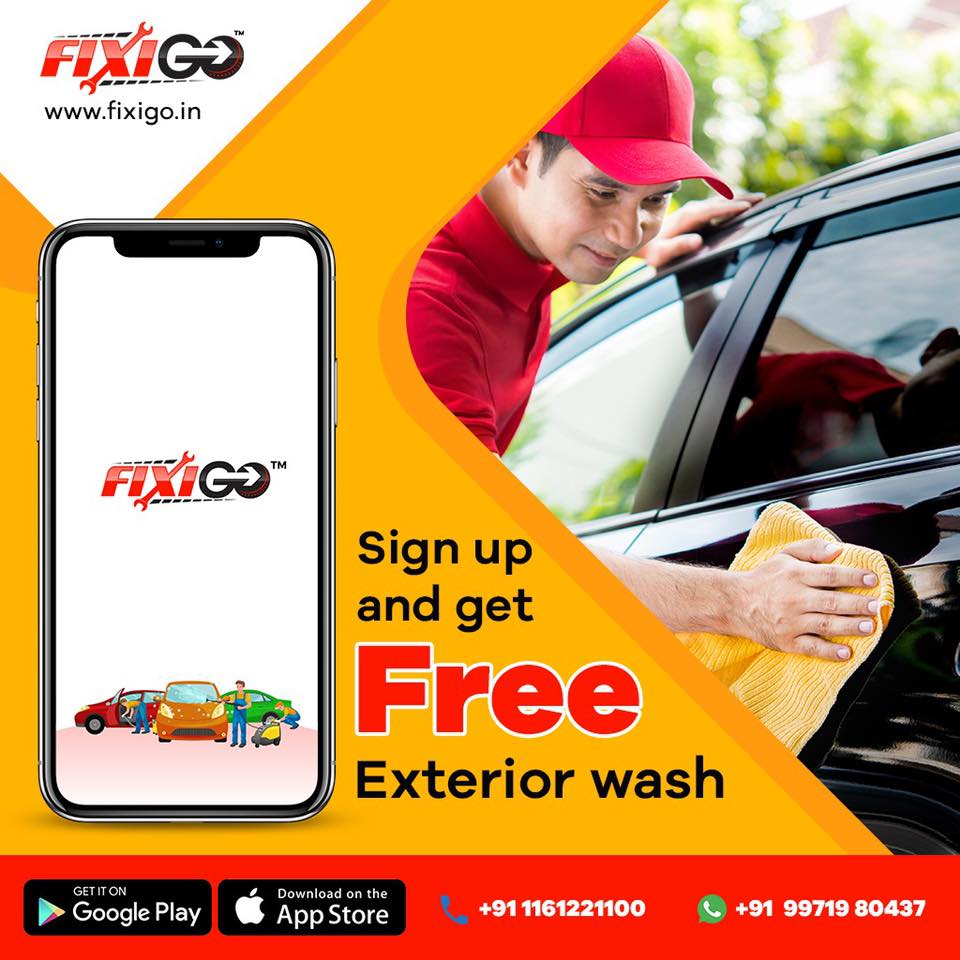 FIXIGO™
www.fixigo.in
FIXIGO™
Sign up
and get
Free
Exterior wash
GET IT ON
Google Play
Download on the
App Store
+91 1161221100
+91 99719 80437